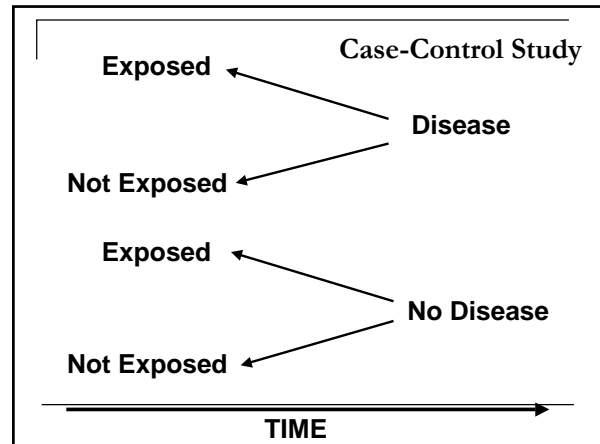 Case-Control Study
Exposed
Disease
Not Exposed
Exposed
No Disease
Not Exposed
TIME